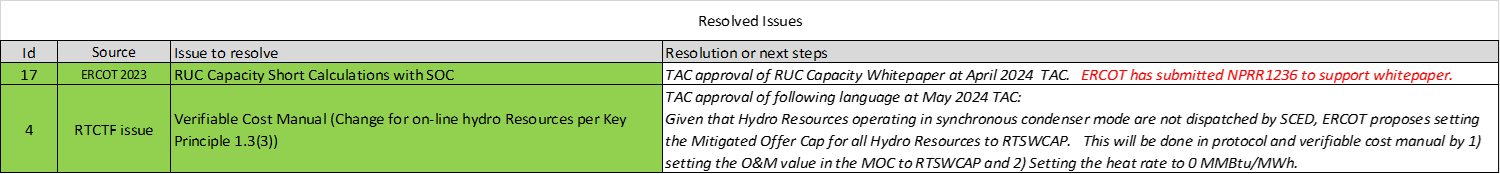 Resolved Issues
Id Source Issue to resolve Resolution or next steps
17 ERCOT 2023 RUC Capacity Short Calculations with SOC TAC approval of RUC Capacity Whitepaper at April 2024 TAC. ERCOT has submitted NPRR1236 to support whitepaper.
4 RTCTF issue Verifiable Cost Manual (Change for on-line hydro Resources per Key
Principle 1.3(3))
TAC approval of following language at May 2024 TAC:
Given that Hydro Resources operating in synchronous condenser mode are not dispatched by SCED, ERCOT proposes setting
the Mitigated Offer Cap for all Hydro Resources to RTSWCAP. This will be done in protocol and verifiable cost manual by 1)
setting the O&M value in the MOC to RTSWCAP and 2) Setting the heat rate to 0 MMBtu/MWh.